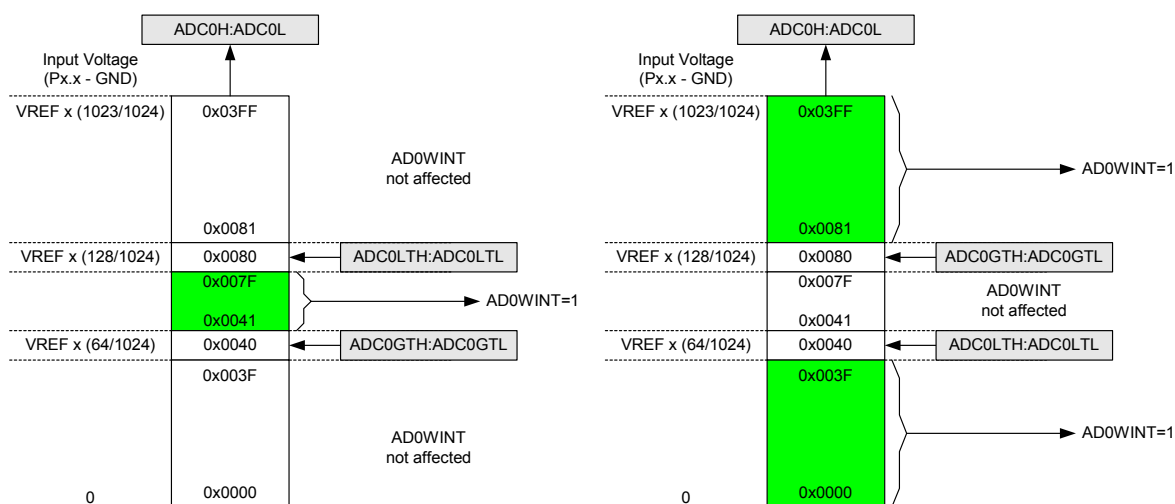 ADC0H:ADC0L
Input Voltage
(Px.x - GND)
VREF x (1023/1024)
0x03FF
AD0WINT
not affected
0x0081
VREF x (128/1024)
0x0080
ADC0LTH:ADC0LTL
0x007F
AD0WINT=1
0x0041
VREF x (64/1024)
0x0040
ADC0GTH:ADC0GTL
0x003F
AD0WINT
not affected
0
0x0000
ADC0H:ADC0L
Input Voltage
(Px.x - GND)
VREF x (1023/1024)
0x03FF
AD0WINT=1
0x0081
VREF x (128/1024)
0x0080
ADC0GTH:ADC0GTL
0x007F
AD0WINT
not affected
0x0041
VREF x (64/1024)
0x0040
ADC0LTH:ADC0LTL
0x003F
AD0WINT=1
0
0x0000